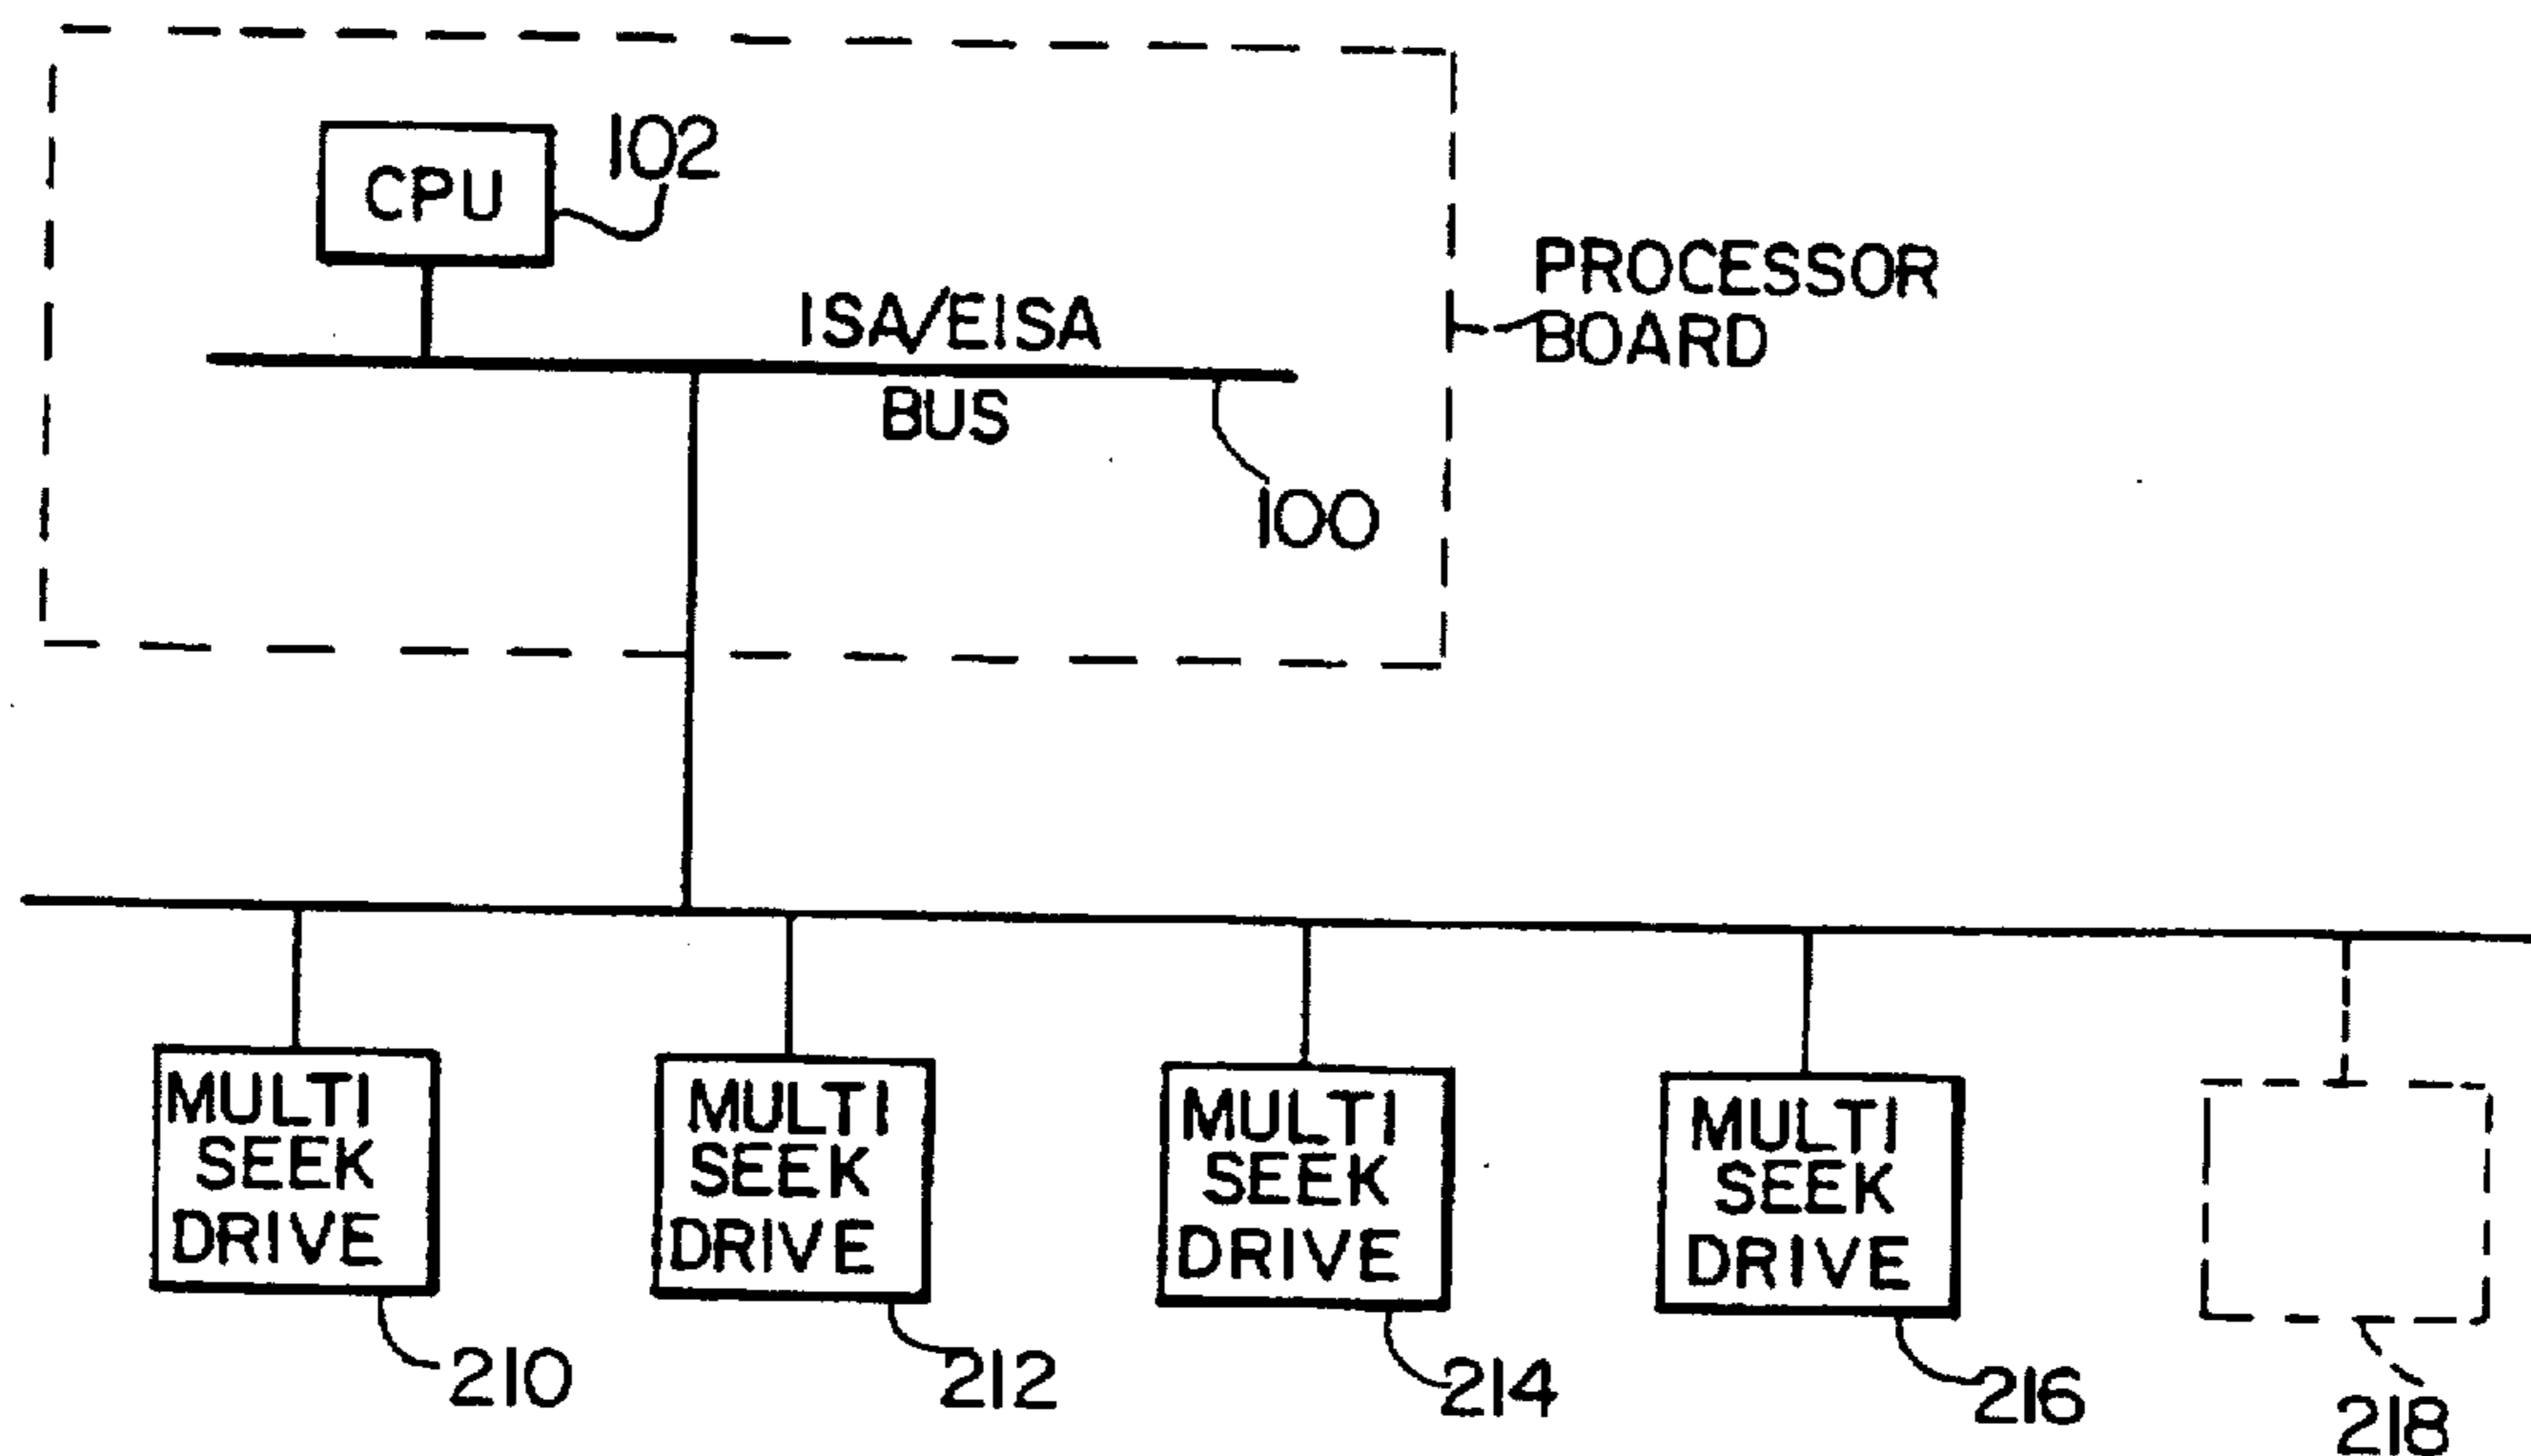 CPU
102
ISA/EISA
BUS
100
PROCESSOR
BOARD
MULTI
SEEK
DRIVE
210
MULTI
SEEK
DRIVE
212
MULTI
SEEK
DRIVE
214
MULTI
SEEK
DRIVE
216
218